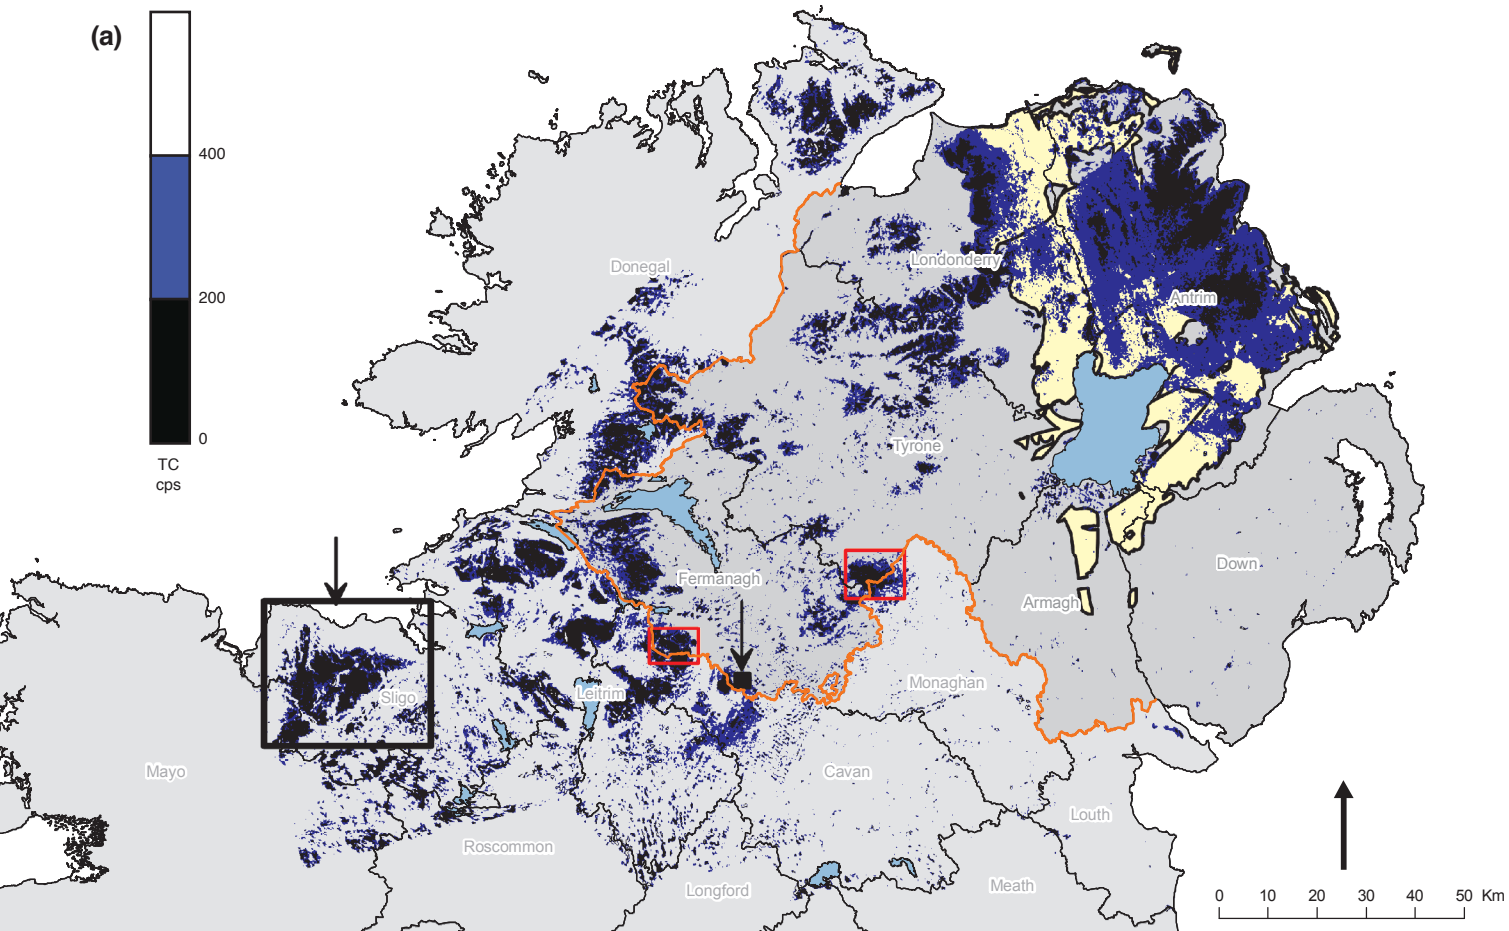 (a)
400
200
0
TC
cps
Donegal
Londonderry
Antrim
Tyrone
Fermanagh
Down
Armagh
Sligo
Leitrim
Monaghan
Mayo
Cavan
Louth
Roscommon
Longford
Meath
0 10 20 30 40 50 Km